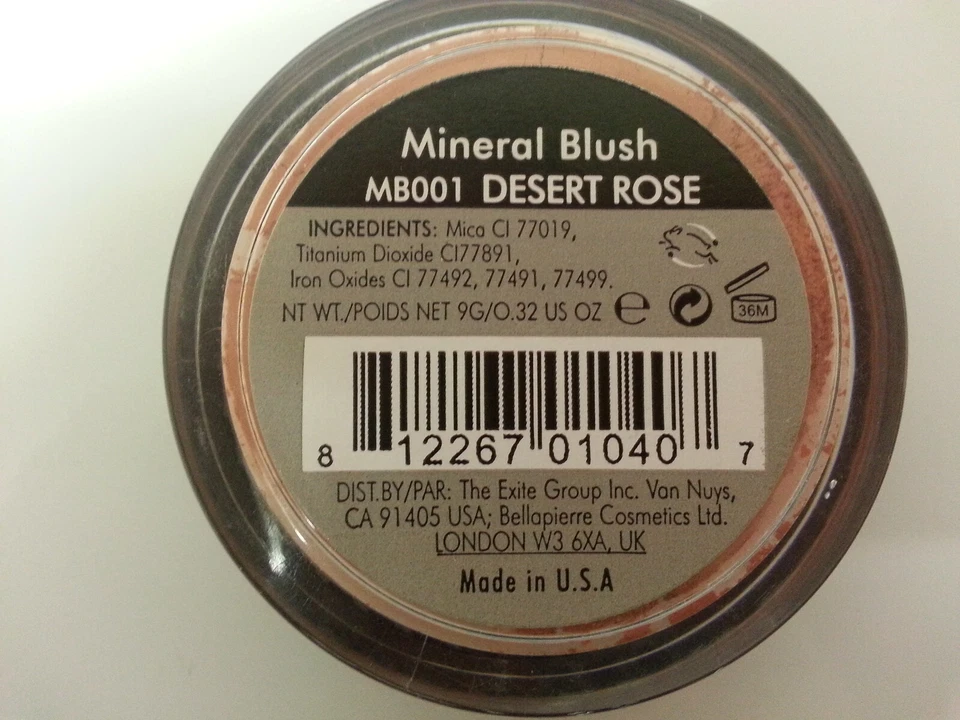 Mineral Blush
MB001 DESERT ROSE
INGREDIENTS: Mica CI 77019,
Titanium Dioxide CI77891,
Iron Oxides CI 77492, 77491, 77499.
NT WT./POIDS NET 9G/0.32 US OZ e 36M
8 12267 01040 7
DIST.BY/PAR: The Exite Group Inc. Van Nuys,
CA 91405 USA; Bellapierre Cosmetics Ltd.
LONDON W3 6XA, UK
Made in U.S.A